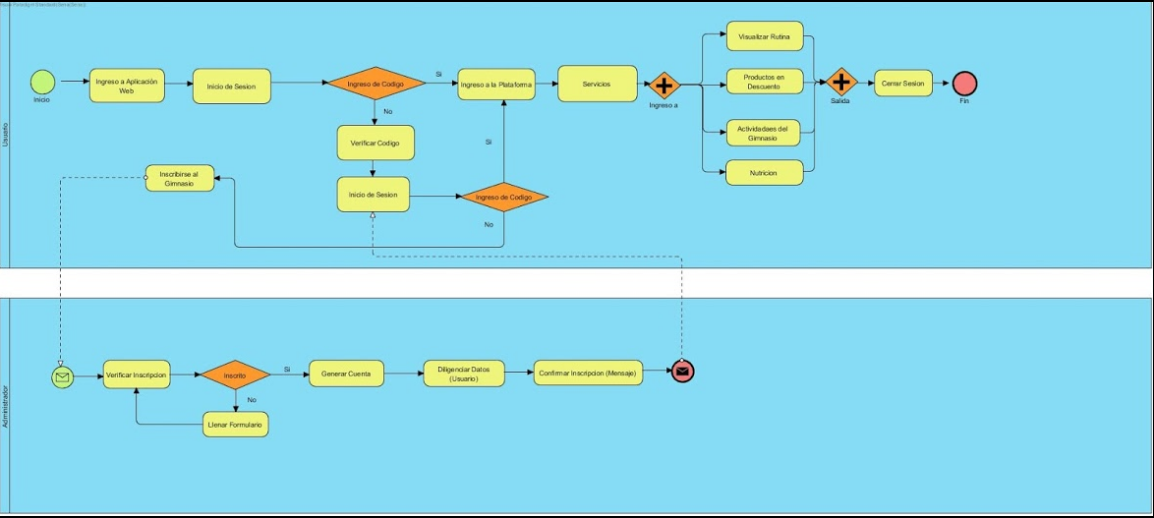 Usuario
Inicio
Ingreso a Aplicación
Web
Inicio de Sesion
Ingreso de Codigo
Si
No
Ingreso a la Plataforma
Servicios
Ingreso a
Visualizar Rutina
Productos en
Descuento
Actividadaes del
Gimnasio
Nutricion
Salida
Cerrar Sesion
Fin
Verificar Codigo
Inicio de Sesion
Ingreso de Codigo
Si
No
Inscribirse al
Gimnasio
Administrador
Verificar Inscripcion
Inscrito
Si
No
Llenar Formulario
Generar Cuenta
Diligenciar Datos
(Usuario)
Confirmar Inscripcion (Mensaje)